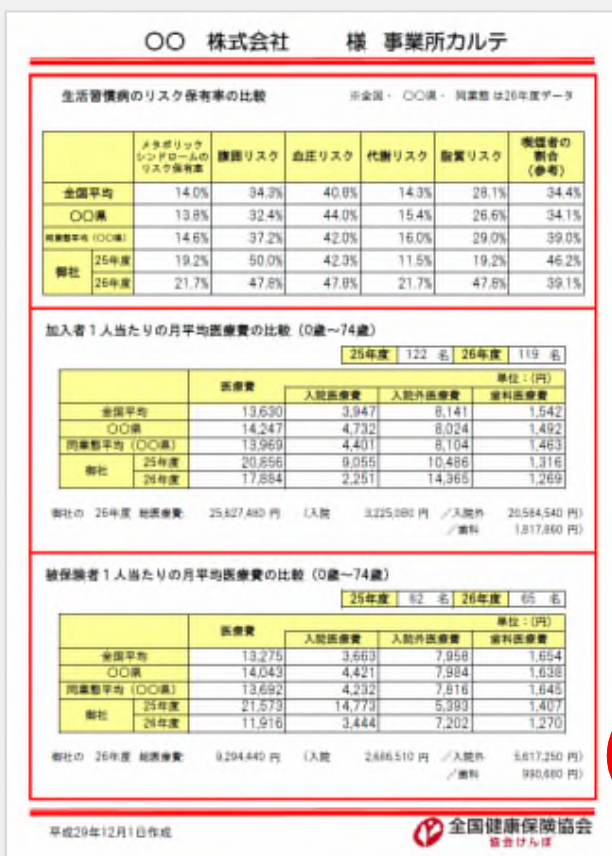 〇〇 株式会社 様 事業所カルテ
生活習慣病のリスク保有率の比較 ※全国・ 〇〇県・ 同業態 は26年度データ
メタボリックシンドロームのリスク保有率 腹囲リスク 血圧リスク 代謝リスク 脂質リスク 喫煙者の割合(参考)
全国平均 14.0% 34.3% 40.8% 14.3% 28.1% 34.4%
〇〇県 13.8% 32.4% 44.0% 15.4% 26.6% 34.1%
同業態平均 (〇〇県) 14.6% 37.2% 42.0% 16.0% 29.0% 39.0%
御社 25年度 19.2% 50.0% 42.3% 11.5% 19.2% 46.2%
26年度 21.7% 47.8% 47.8% 21.7% 47.8% 39.1%
加入者1人当たりの月平均医療費の比較(0歳~74歳)
25年度 122 名 26年度 119 名
単位:(円)
医療費 入院医療費 入院外医療費 歯科医療費
全国平均 13,630 3,947 8,141 1,542
〇〇県 14,247 4,732 8,024 1,492
同業態平均(〇〇県) 13,969 4,401 8,104 1,463
御社 25年度 20,856 9,055 10,486 1,316
26年度 17,884 2,251 14,365 1,269
御社の 26年度 総医療費 25,627,480 円 (入院 3,225,080 円 /入院外 20,584,540 円)
/歯科 1,817,860 円)
被保険者1人当たりの月平均医療費の比較(0歳~74歳)
25年度 62 名 26年度 65 名
単位:(円)
医療費 入院医療費 入院外医療費 歯科医療費
全国平均 13,275 3,663 7,958 1,654
〇〇県 14,043 4,421 7,984 1,638
同業態平均(〇〇県) 13,692 4,232 7,816 1,645
御社 25年度 21,573 14,773 5,393 1,407
26年度 11,916 3,444 7,202 1,270
御社の 26年度 総医療費 9,294,440 円 (入院 2,686,510 円 /入院外 5,617,250 円)
/歯科 990,680 円)
平成29年12月1日作成
全国健康保険協会
協会けんぽ